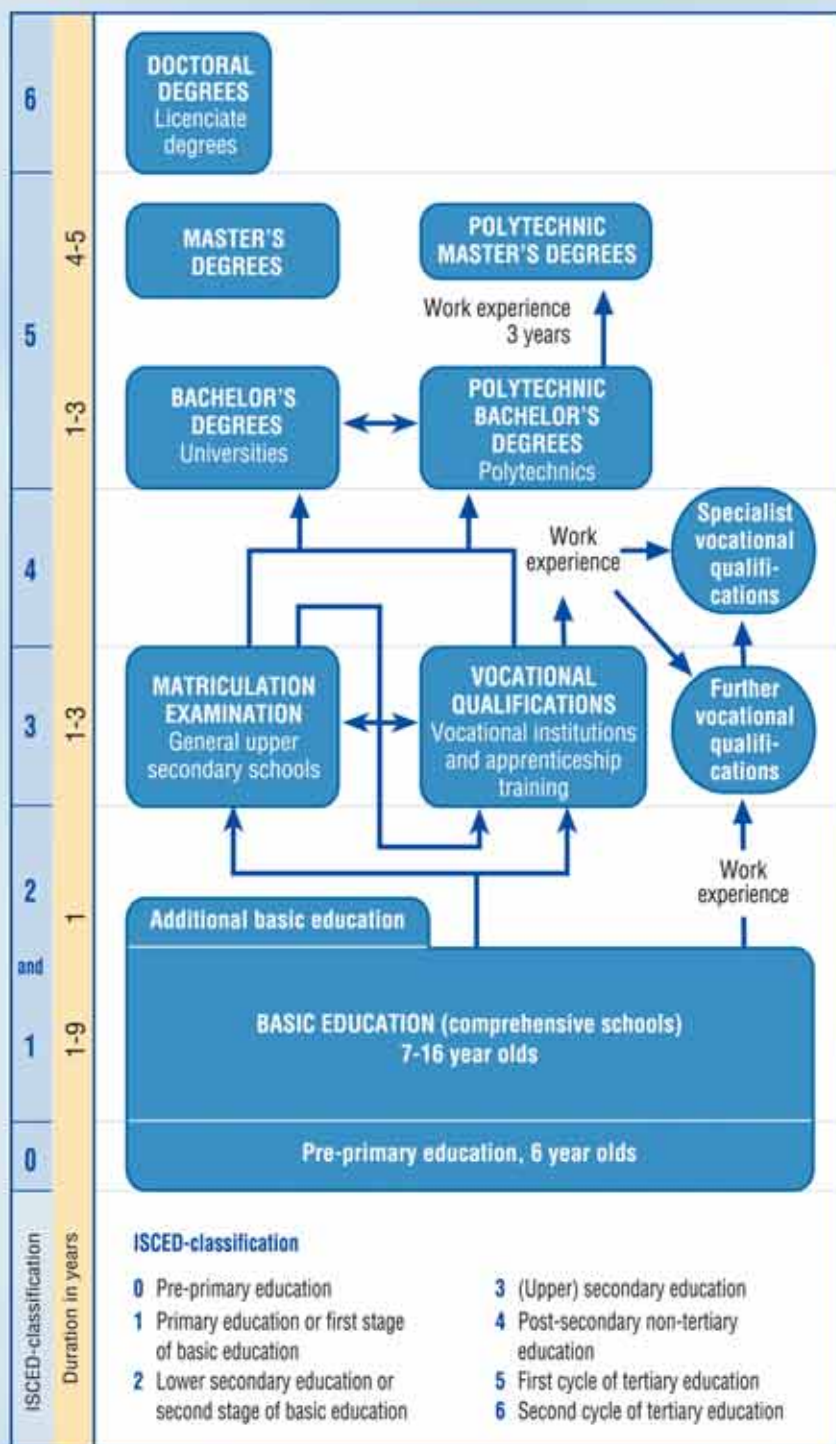 6
DOCTORAL
DEGREES
Licenciate
degrees
5
4-5
MASTER'S
DEGREES
POLYTECHNIC
MASTER'S DEGREES
Work experience
3 years
1-3
BACHELOR'S
DEGREES
Universities
POLYTECHNIC
BACHELOR'S
DEGREES
Polytechnics
4
Work
experience
Specialist
vocational
qualifi-
cations
3
1-3
MATRICULATION
EXAMINATION
General upper
secondary schools
VOCATIONAL
QUALIFICATIONS
Vocational institutions
and apprenticeship
training
Further
vocational
qualifi-
cations
2
and
1
1
1-9
Work
experience
Additional basic education
BASIC EDUCATION (comprehensive schools)
7-16 year olds
0
Pre-primary education, 6 year olds
ISCED-classification
Duration in years
ISCED-classification
0 Pre-primary education
1 Primary education or first stage
of basic education
2 Lower secondary education or
second stage of basic education
3 (Upper) secondary education
4 Post-secondary non-tertiary
education
5 First cycle of tertiary education
6 Second cycle of tertiary education